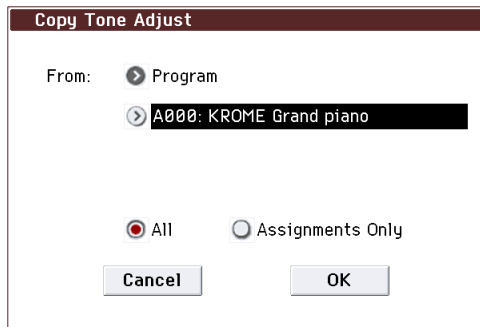 Copy Tone Adjust
From: Program
A000: KROME Grand piano
All Assignments Only
Cancel OK